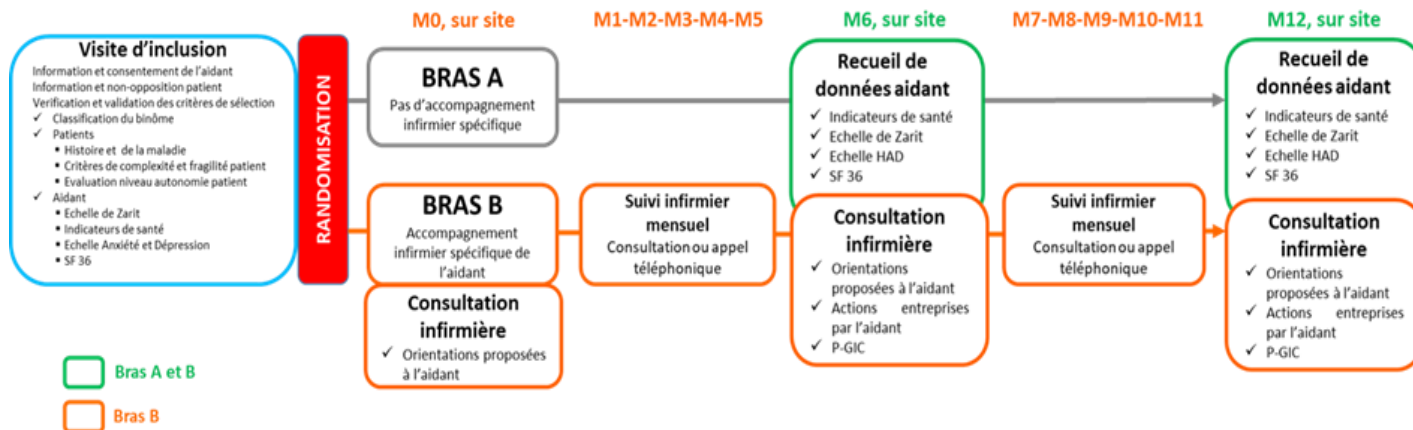 M0, sur site
M1-M2-M3-M4-M5
M6, sur site
M7-M8-M9-M10-M11
M12, sur site
Visite d'inclusion
Information et consentement de l'aidant
Information et non-opposition patient
Verification et validation des critères de sélection
✓ Classification du binôme
✓ Patients
▪ Histoire et de la maladie
▪ Critères de complexité et fragilité patient
▪ Evaluation niveau autonomie patient
✓ Aidant
▪ Echelle de Zarit
▪ Indicateurs de santé
▪ Echelle Anxiété et Dépression
▪ SF 36
RANDOMISATION
BRAS A
Pas d'accompagnement
infirmier spécifique
BRAS B
Accompagnement
infirmier spécifique de
l'aidant
Consultation
infirmière
✓ Orientations proposées
à l'aidant
Suivi infirmier
mensuel
Consultation ou appel
téléphonique
Recueil de
données aidant
✓ Indicateurs de santé
✓ Echelle de Zarit
✓ Echelle HAD
✓ SF 36
Consultation
infirmière
✓ Orientations
proposées à l'aidant
✓ Actions entreprises
par l'aidant
✓ P-GIC
Suivi infirmier
mensuel
Consultation ou appel
téléphonique
Recueil de
données aidant
✓ Indicateurs de santé
✓ Echelle de Zarit
✓ Echelle HAD
✓ SF 36
Consultation
infirmière
✓ Orientations
proposées à l'aidant
✓ Actions entreprises
par l'aidant
✓ P-GIC
Bras A et B
Bras B